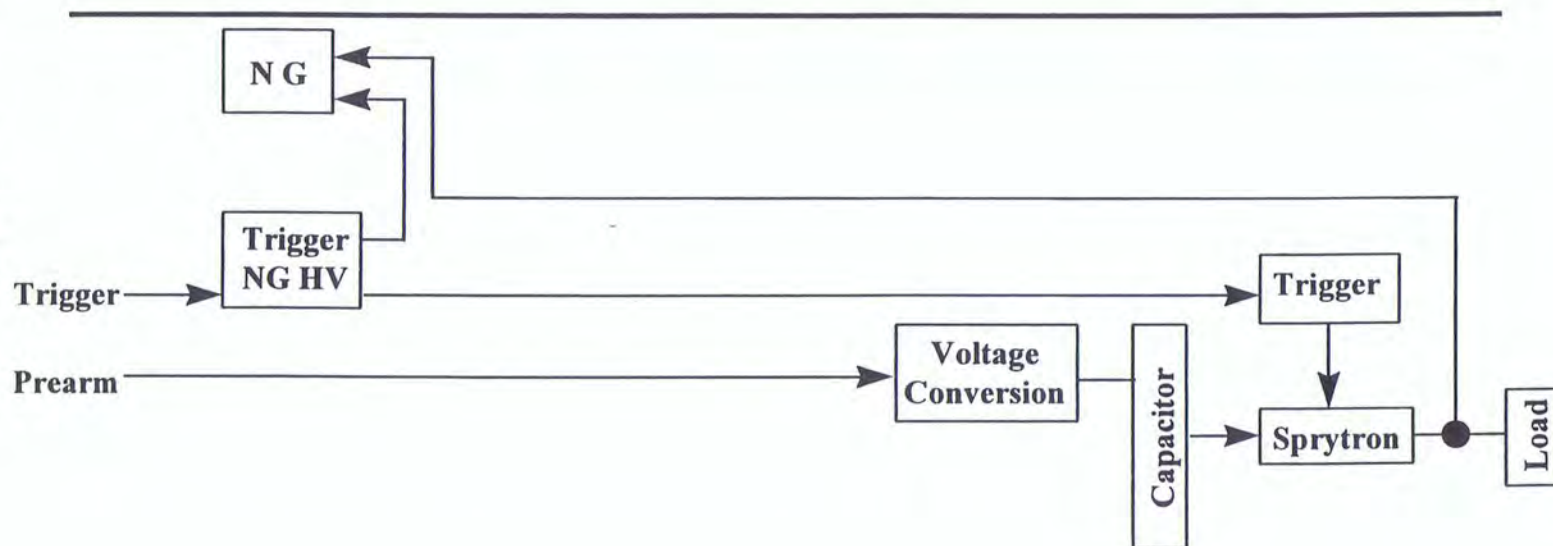 N G
Trigger
NG HV
Trigger
Trigger
Prearm
Voltage
Conversion
Capacitor
Sprytron
Load